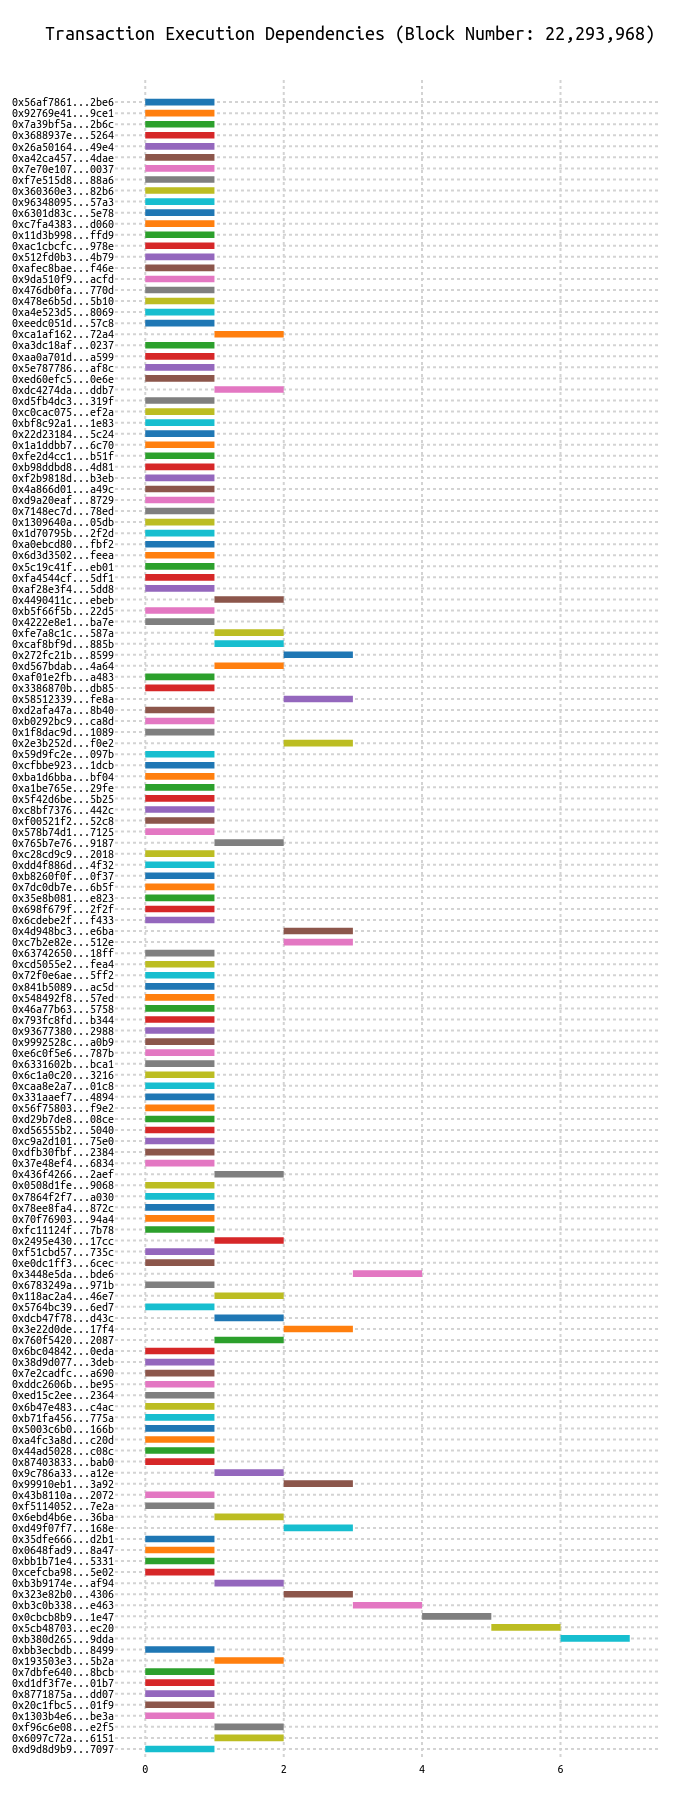 Transaction Execution Dependencies (Block Number: 22,293,968)
0x56af7861...2be6
0x92769e41...9ce1
0x7a39bf5a...2b6c
0x3688937e...5264
0x26a50164...49e4
0xa42ca457...4dae
0x7e70e107...0037
0xf7e515d8...88a6
0x360360e3...82b6
0x96348095...57a3
0x6301d83c...5e78
0xc7fa4383...d060
0x11d3b998...ffd9
0xac1cbcfc...978e
0x512fd0b3...4b79
0xafec8bae...f46e
0x9da510f9...acfd
0x476db0fa...770d
0x478e6b5d...5b10
0xa4e523d5...8069
0xeedc051d...57c8
0xca1af162...72a4
0xa3dc18af...0237
0xaa0a701d...a599
0x5e787786...af8c
0xed60efc5...0e6e
0xdc4274da...ddb7
0xd5fb4dc3...319f
0xc0cac075...ef2a
0xbf8c92a1...1e83
0x22d23184...5c24
0x1a1ddbb7...6c70
0xfe2d4cc1...b51f
0xb98ddbd8...4d81
0xf2b9818d...b3eb
0x4a866d01...a49c
0xd9a20eaf...8729
0x7148ec7d...78ed
0x1309640a...05db
0x1d70795b...2f2d
0xa0ebcd80...fbf2
0x6d3d3502...feea
0x5c19c41f...eb01
0xfa4544cf...5df1
0xaf28e3f4...5dd8
0x4490411c...ebeb
0xb5f66f5b...22d5
0x4222e8e1...ba7e
0xfe7a8c1c...587a
0xcaf8bf9d...885b
0x272fc21b...8599
0xd567bdab...4a64
0xaf01e2fb...a483
0x3386870b...db85
0x58512339...fe8a
0xd2afa47a...8b40
0xb0292bc9...ca8d
0x1f8dac9d...1089
0x2e3b252d...f0e2
0x59d9fc2e...097b
0xcfbbe923...1dcb
0xba1d6bba...bf04
0xa1be765e...29fe
0x5f42d6be...5b25
0xc8bf7376...442c
0xf00521f2...52c8
0x578b74d1...7125
0x765b7e76...9187
0xc28cd9c9...2018
0xdd4f886d...4f32
0xb8260f0f...0f37
0x7dc0db7e...6b5f
0x35e8b081...e823
0x698f679f...2f2f
0x6cdebe2f...f433
0x4d948bc3...e6ba
0xc7b2e82e...512e
0x63742650...18ff
0xcd5055e2...fea4
0x72f0e6ae...5ff2
0x841b5089...ac5d
0x548492f8...57ed
0x46a77b63...5758
0x793fc8fd...b344
0x93677380...2988
0x9992528c...a0b9
0xe6c0f5e6...787b
0x6331602b...bca1
0x6c1a0c20...3216
0xcaa8e2a7...01c8
0x331aaef7...4894
0x56f75803...f9e2
0xd29b7de8...08ce
0xd56555b2...5040
0xc9a2d101...75e0
0xdfb30fbf...2384
0x37e48ef4...6834
0x436f4266...2aef
0x0508d1fe...9068
0x7864f2f7...a030
0x78ee8fa4...872c
0x70f76903...94a4
0xfc11124f...7b78
0x2495e430...17cc
0xf51cbd57...735c
0xe0dc1ff3...6cec
0x3448e5da...bde6
0x6783249a...971b
0x118ac2a4...46e7
0x5764bc39...6ed7
0xdcb47f78...d43c
0x3e22d0de...17f4
0x760f5420...2087
0x6bc04842...0eda
0x38d9d077...3deb
0x7e2cadfc...a690
0xddc2606b...be95
0xed15c2ee...2364
0x6b47e483...c4ac
0xb71fa456...775a
0x5003c6b0...166b
0xa4fc3a8d...c20d
0x44ad5028...c08c
0x87403833...bab0
0x9c786a33...a12e
0x99910eb1...3a92
0x43b8110a...2072
0xf5114052...7e2a
0x6ebd4b6e...36ba
0xd49f07f7...168e
0x35dfe666...d2b1
0x0648fad9...8a47
0xbb1b71e4...5331
0xcefcba98...5e02
0xb3b9174e...af94
0x323e82b0...4306
0xb3c0b338...e463
0x0cbcb8b9...1e47
0x5cb48703...ec20
0xb380d265...9dda
0xbb3ecbdb...8499
0x193503e3...5b2a
0x7dbfe640...8bcb
0xd1df3f7e...01b7
0x8771875a...dd07
0x20c1fbc5...01f9
0x1303b4e6...be3a
0xf96c6e08...e2f5
0x6097c72a...6151
0xd9d8d9b9...7097
0 2 4 6